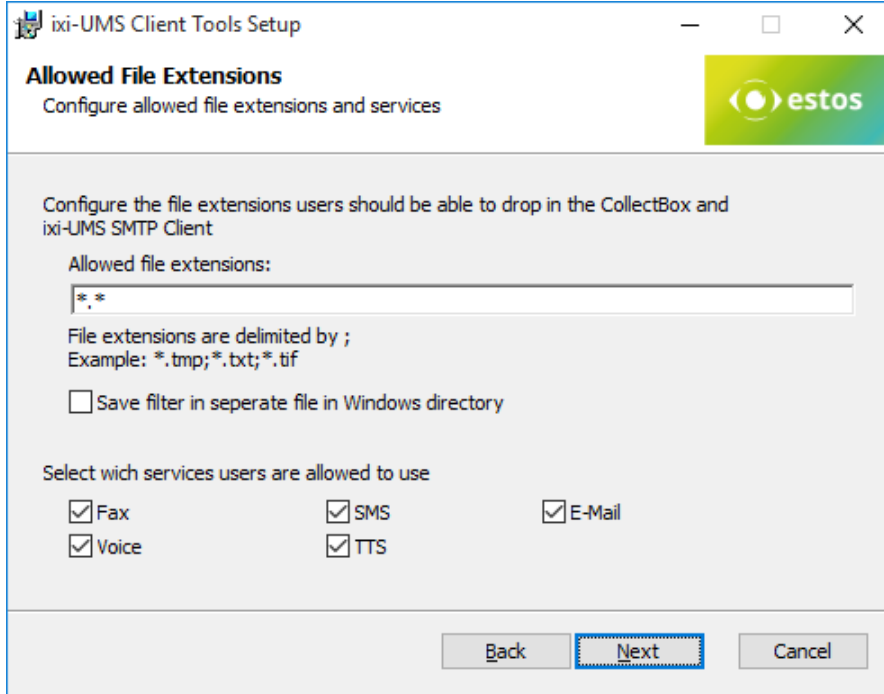 ixi-UMS Client Tools Setup
Allowed File Extensions
Configure allowed file extensions and services
estos
Configure the file extensions users should be able to drop in the CollectBox and
ixi-UMS SMTP Client
Allowed file extensions:
*.*
File extensions are delimited by ;
Example: *.tmp;*.txt;*.tif
Save filter in seperate file in Windows directory
Select wich services users are allowed to use
Fax SMS E-Mail
Voice TTS
Back Next Cancel